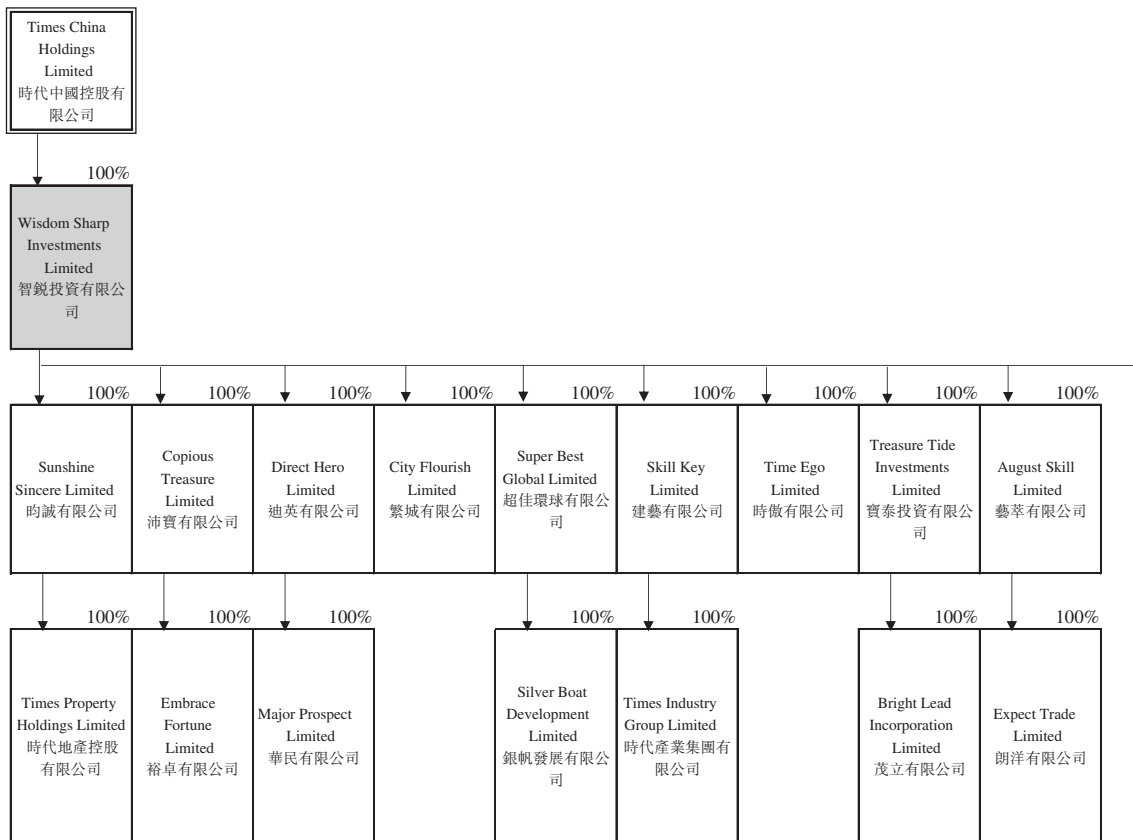 Times China
Holdings
Limited
時代中國控股有
限公司
100%
Wisdom Sharp
Investments
Limited
智鋭投資有限公
司
100%
100%
100%
100%
100%
100%
100%
100%
100%
Sunshine
Sincere Limited
昀誠有限公司
Copious
Treasure
Limited
沛寶有限公司
Direct Hero
Limited
迪英有限公司
City Flourish
Limited
繁城有限公司
Super Best
Global Limited
超佳環球有限公
司
Skill Key
Limited
建藝有限公司
Time Ego
Limited
時傲有限公司
Treasure Tide
Investments
Limited
寶泰投資有限公
司
August Skill
Limited
藝萃有限公司
100%
100%
100%
100%
100%
100%
100%
Times Property
Holdings Limited
時代地產控股
有限公司
Embrace
Fortune
Limited
裕卓有限公司
Major Prospect
Limited
華民有限公司
Silver Boat
Development
Limited
銀帆發展有限公
司
Times Industry
Group Limited
時代產業集團有
限公司
Bright Lead
Incorporation
Limited
茂立有限公司
Expect Trade
Limited
朗洋有限公司